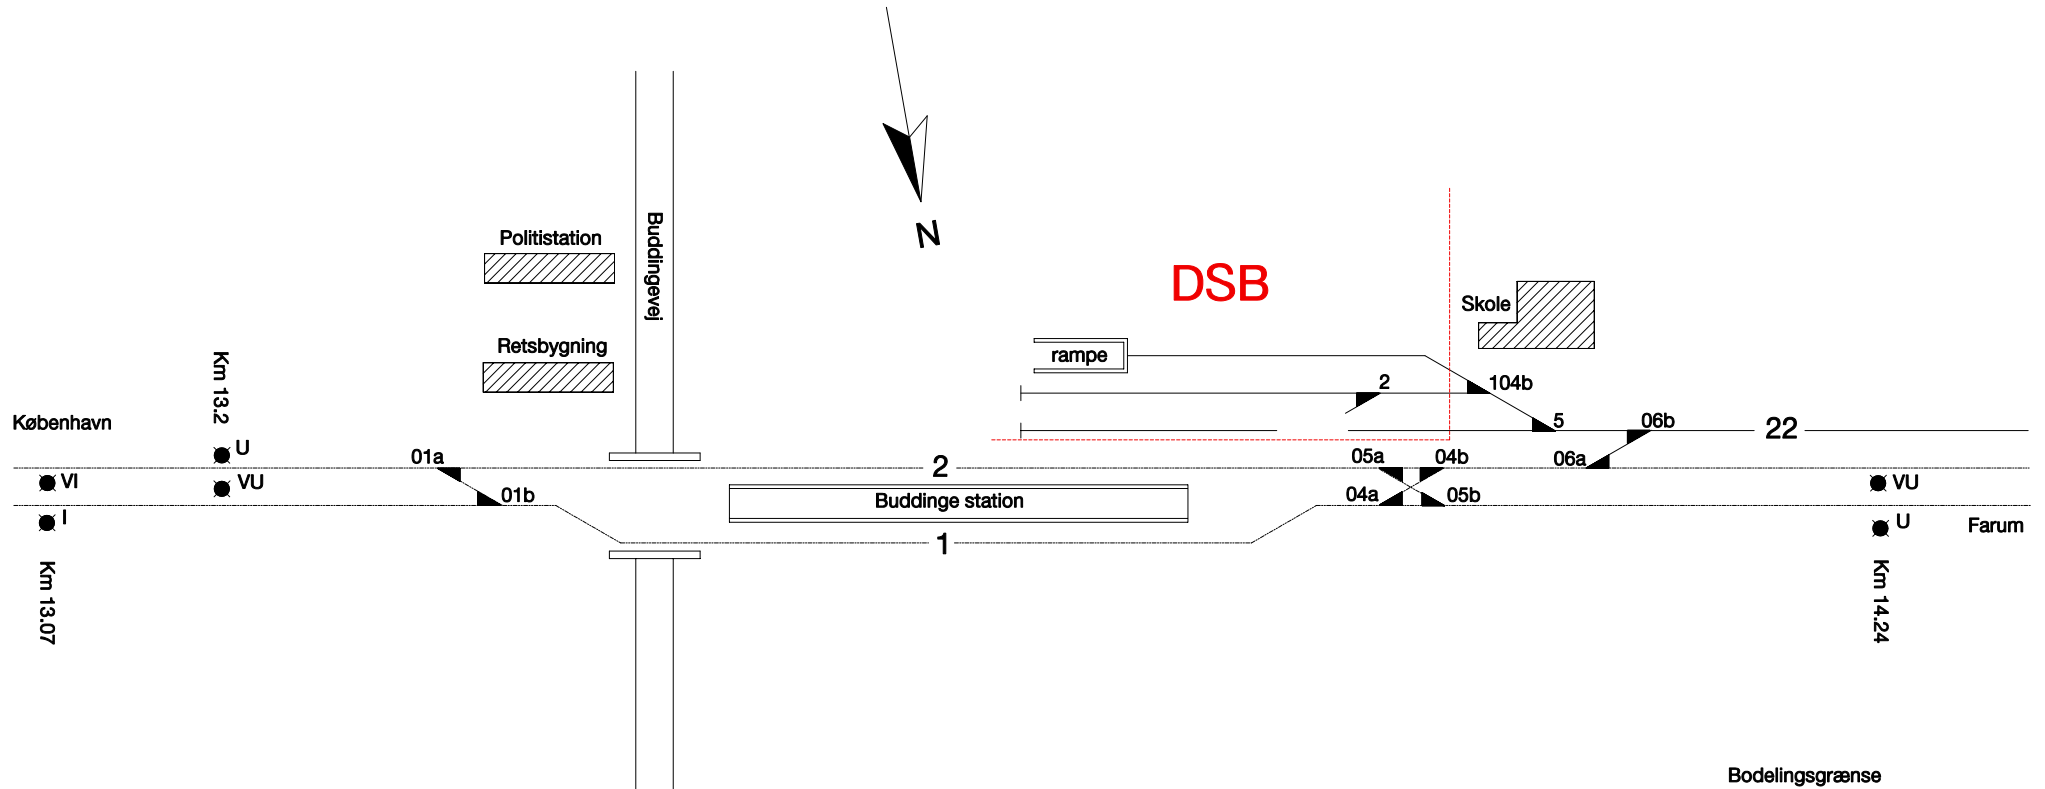 N
Politistation
Buddingevej
DSB
Skole
Retsbygning
rampe
Km 13.2
2
104b
København
5
06b
22
U
01a
2
05a
04b
06a
VI
VU
01b
Buddinge station
04a
05b
VU
I
1
U
Farum
Km 13.07
Km 14.24
Bodelingsgrænse